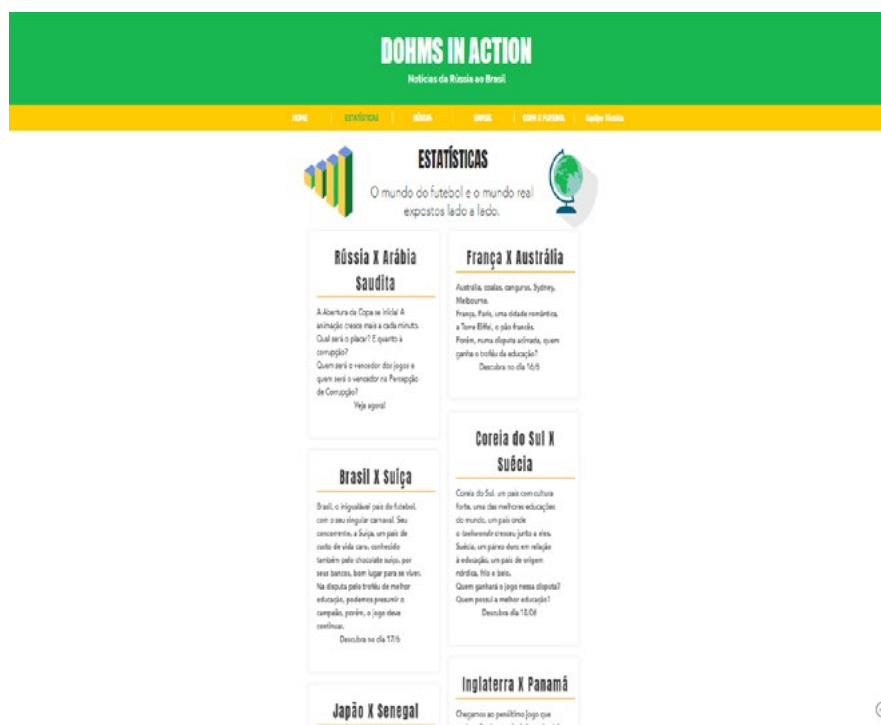 DOHMS IN ACTION
Notícias da Rússia ao Brasil
HOME
ESTATÍSTICAS
RÚSSIA
BRASIL
COPA E FUTEBOL
Equipe Técnica
ESTATÍSTICAS
O mundo do futebol e o mundo real
expostos lado a lado.
Rússia X Arábia
Saudita
A Abertura da Copa se inicia! A
animação cresce mais a cada minuto.
Qual será o placar? E quanto à
corrupção?
Quem será o vencedor dos jogos e
quem será o vencedor na Percepção
de Corrupção?
Veja agora!
Brasil X Suíça
Brasil, o inigualável país do futebol,
com o seu singular carnaval. Seu
concorrente, a Suíça, um país de
custo de vida caro, conhecido
também pelo chocolate suíço, por
seus bancos, bom lugar para se viver.
Na disputa pelo troféu de melhor
educação, podemos presumir o
campeão, porém, o jogo deve
continuar.
Descubra no dia 17/6
Japão X Senegal
França X Austrália
Austrália, coalas, cangurus, Sydney,
Melbourne.
França, Paris, uma cidade romântica,
a Torre Eiffel, o pão francês.
Porém, numa disputa acirrada, quem
ganha o troféu da educação?
Descubra no dia 16/6
Coreia do Sul X
Suécia
Coreia do Sul, um país com cultura
forte, uma das melhores educações
do mundo, um país onde
o taekwondo cresceu junto a eles.
Suécia, um páreo duro em relação
à educação, um país de origem
nórdica, frio e belo.
Quem ganhará o jogo nessa disputa?
Quem possui a melhor educação?
Descubra dia 18/06
Inglaterra X Panamá
Chegamos ao penúltimo jogo que